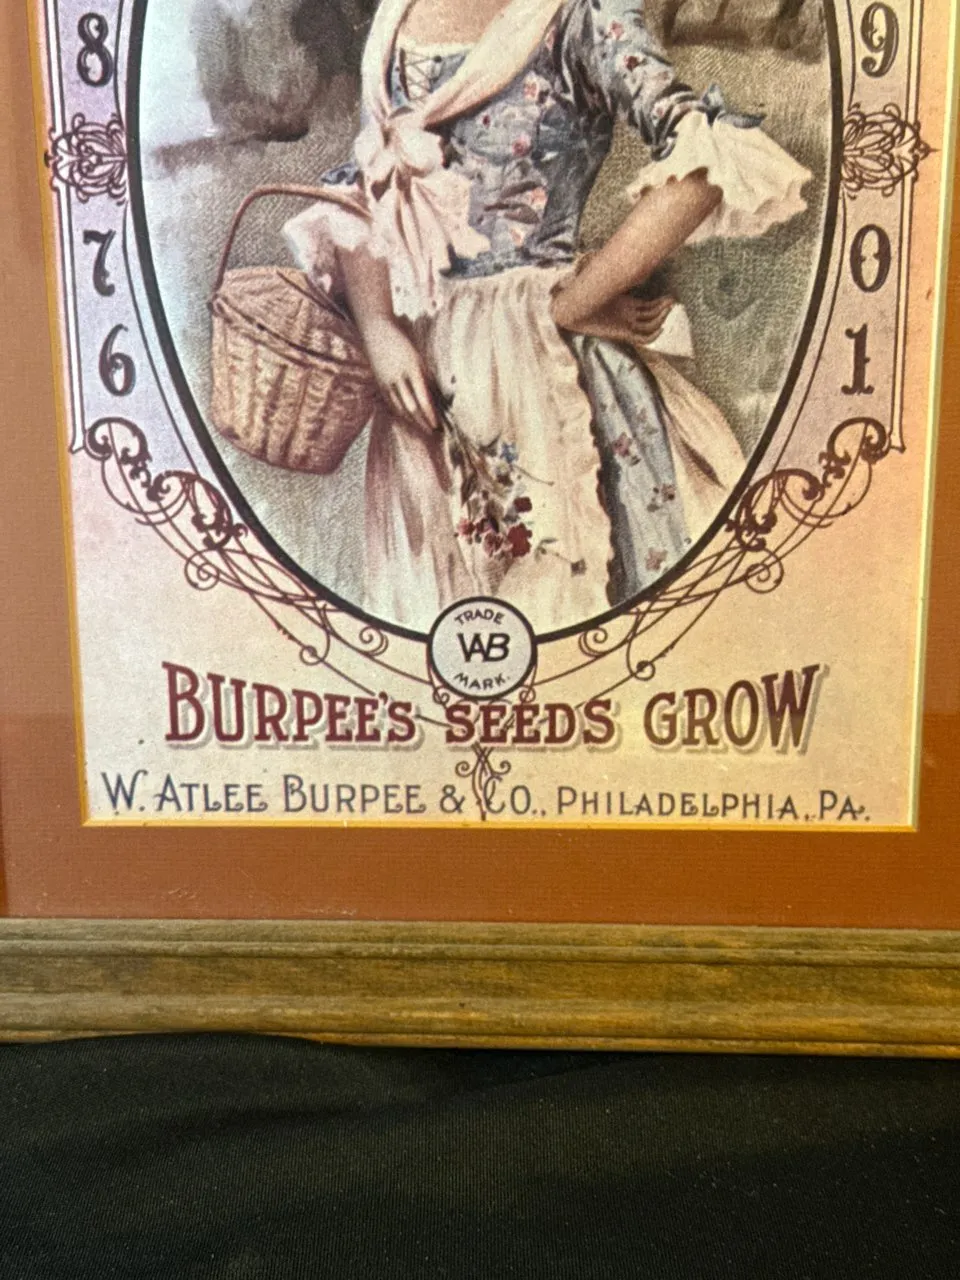 8 9
7 0
6 1
TRADE
WAB
MARK.
BURPEE'S SEEDS GROW
W. ATLEE BURPEE & CO., PHILADELPHIA, PA.